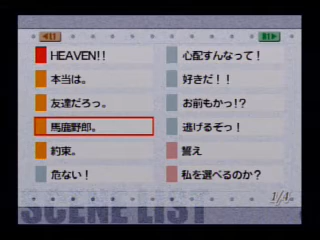 HEAVEN!!
本当は。
友達だろっ。
馬鹿野郎。
約束。
危ない！
心配すんなって！
好きだ！！
お前もかっ!?
逃げるぞっ！
誓え
私を選べるのか？
1/4
SCENE LIST